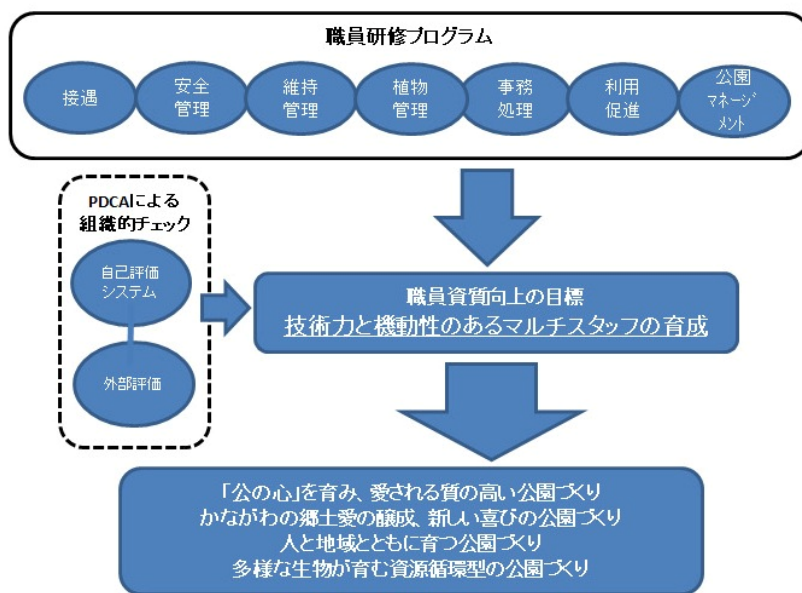 職員研修プログラム
接遇
安全
管理
維持
管理
植物
管理
事務
処理
利用
促進
公園
マネージ
メント
PDCAによる
組織的チェック
自己評価
システム
外部評価
職員資質向上の目標
技術力と機動性のあるマルチスタッフの育成
「公の心」を育み、愛される質の高い公園づくり
かながわの郷土愛の醸成、新しい喜びの公園づくり
人と地域とともに育つ公園づくり
多様な生物が育む資源循環型の公園づくり